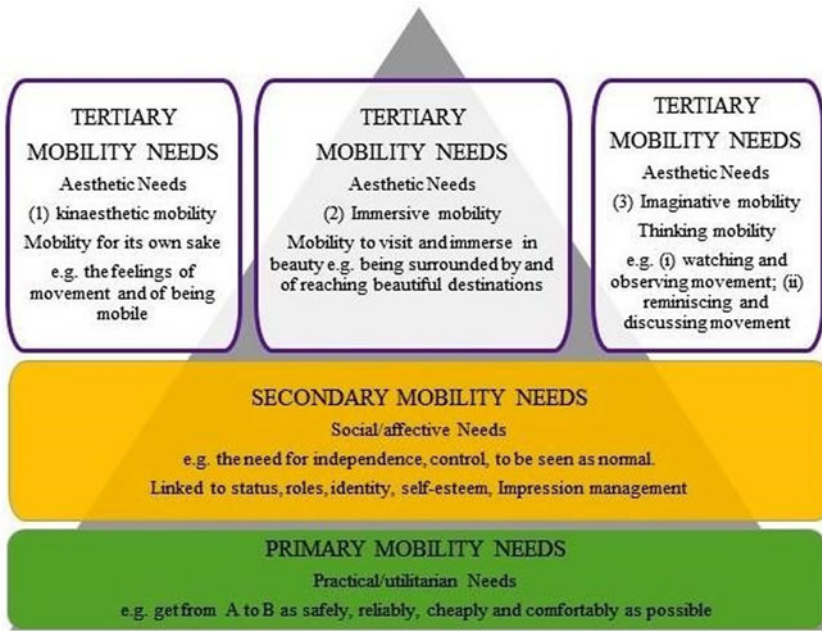 TERTIARY
MOBILITY NEEDS
Aesthetic Needs
(1) kinaesthetic mobility
Mobility for its own sake
e.g. the feelings of
movement and of being
mobile
TERTIARY
MOBILITY NEEDS
Aesthetic Needs
(2) Immersive mobility
Mobility to visit and immerse in
beauty e.g. being surrounded by and
of reaching beautiful destinations
TERTIARY
MOBILITY NEEDS
Aesthetic Needs
(3) Imaginative mobility
Thinking mobility
e.g. (i) watching and
observing movement; (ii)
reminiscing and
discussing movement
SECONDARY MOBILITY NEEDS
Social/affective Needs
e.g. the need for independence, control, to be seen as normal.
Linked to status, roles, identity, self-esteem, Impression management
PRIMARY MOBILITY NEEDS
Practical/utilitarian Needs
e.g. get from A to B as safely, reliably, cheaply and comfortably as possible